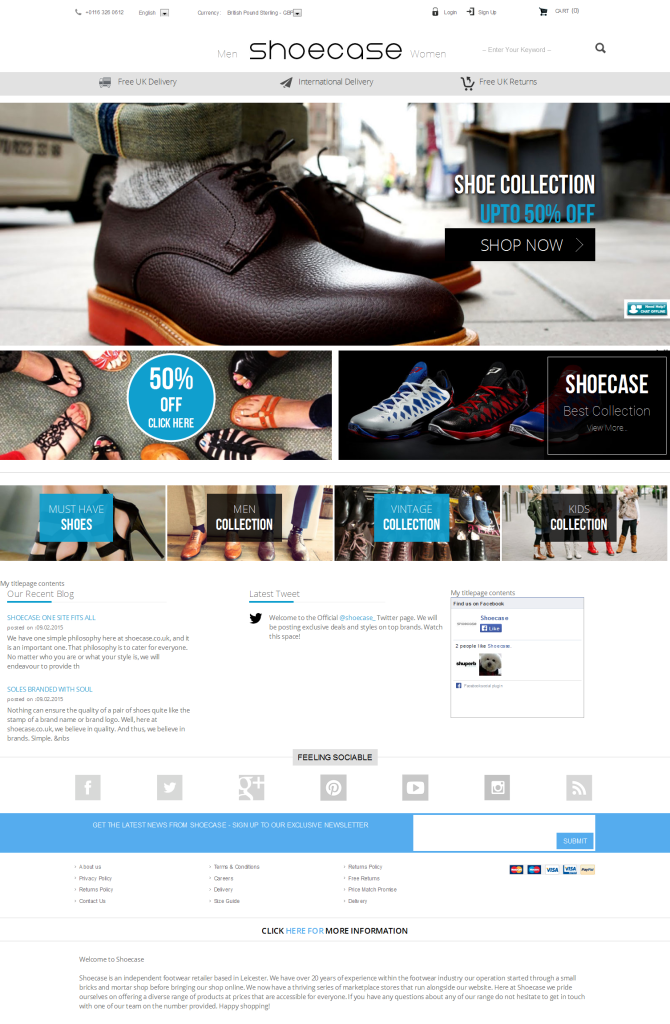 +0116 326 0612 English Currency: British Pound Sterling - GBP Login Sign Up CART (0)
Men shoecase Women -- Enter Your Keyword --
Free UK Delivery International Delivery Free UK Returns
SHOE COLLECTION
UPTO 50% OFF
SHOP NOW
Need Help?
CHAT OFFLINE
50%
OFF
CLICK HERE
SHOECASE
Best Collection
View More..
MUST HAVE
SHOES
MEN
COLLECTION
VINTAGE
COLLECTION
KIDS
COLLECTION
My titlepage contents
Our Recent Blog
SHOECASE: ONE SITE FITS ALL
posted on :09.02.2015
We have one simple philosophy here at shoecase.co.uk, and it
is an important one. That philosophy is to cater for everyone.
No matter who you are or what your style is, we will
endeavour to provide th
SOLES BRANDED WITH SOUL
posted on :09.02.2015
Nothing can ensure the quality of a pair of shoes quite like the
stamp of a brand name or brand logo. Well, here at
shoecase.co.uk, we believe in quality. And thus, we believe in
brands. Simple. &nbs
Latest Tweet
Welcome to the Official @shoecase_ Twitter page, We will
be posting exclusive deals and styles on top brands. Watch
this space!
My titlepage contents
Find us on Facebook
shoecase
Shoecase
Like
2 people like Shoecase.
shuperb
Facebook social plugin
FEELING SOCIABLE
GET THE LATEST NEWS FROM SHOECASE - SIGN UP TO OUR EXCLUSIVE NEWSLETTER
SUBMIT
About us
Privacy Policy
Returns Policy
Contact Us
Terms & Conditions
Careers
Delivery
Size Guide
Returns Policy
Free Returns
Price Match Promise
Delivery
VISA VISA PayPal
CLICK HERE FOR MORE INFORMATION
Welcome to Shoecase
Shoecase is an independent footwear retailer based in Leicester. We have over 20 years of experience within the footwear industry our operation started through a small
bricks and mortar shop before bringing our shop online. We now have a thriving series of marketplace stores that run alongside our website. Here at Shoecase we pride
ourselves on offering a diverse range of products at prices that are accessible for everyone. If you have any questions about any of our range do not hesitate to get in touch
with one of our team on the number provided. Happy shopping!